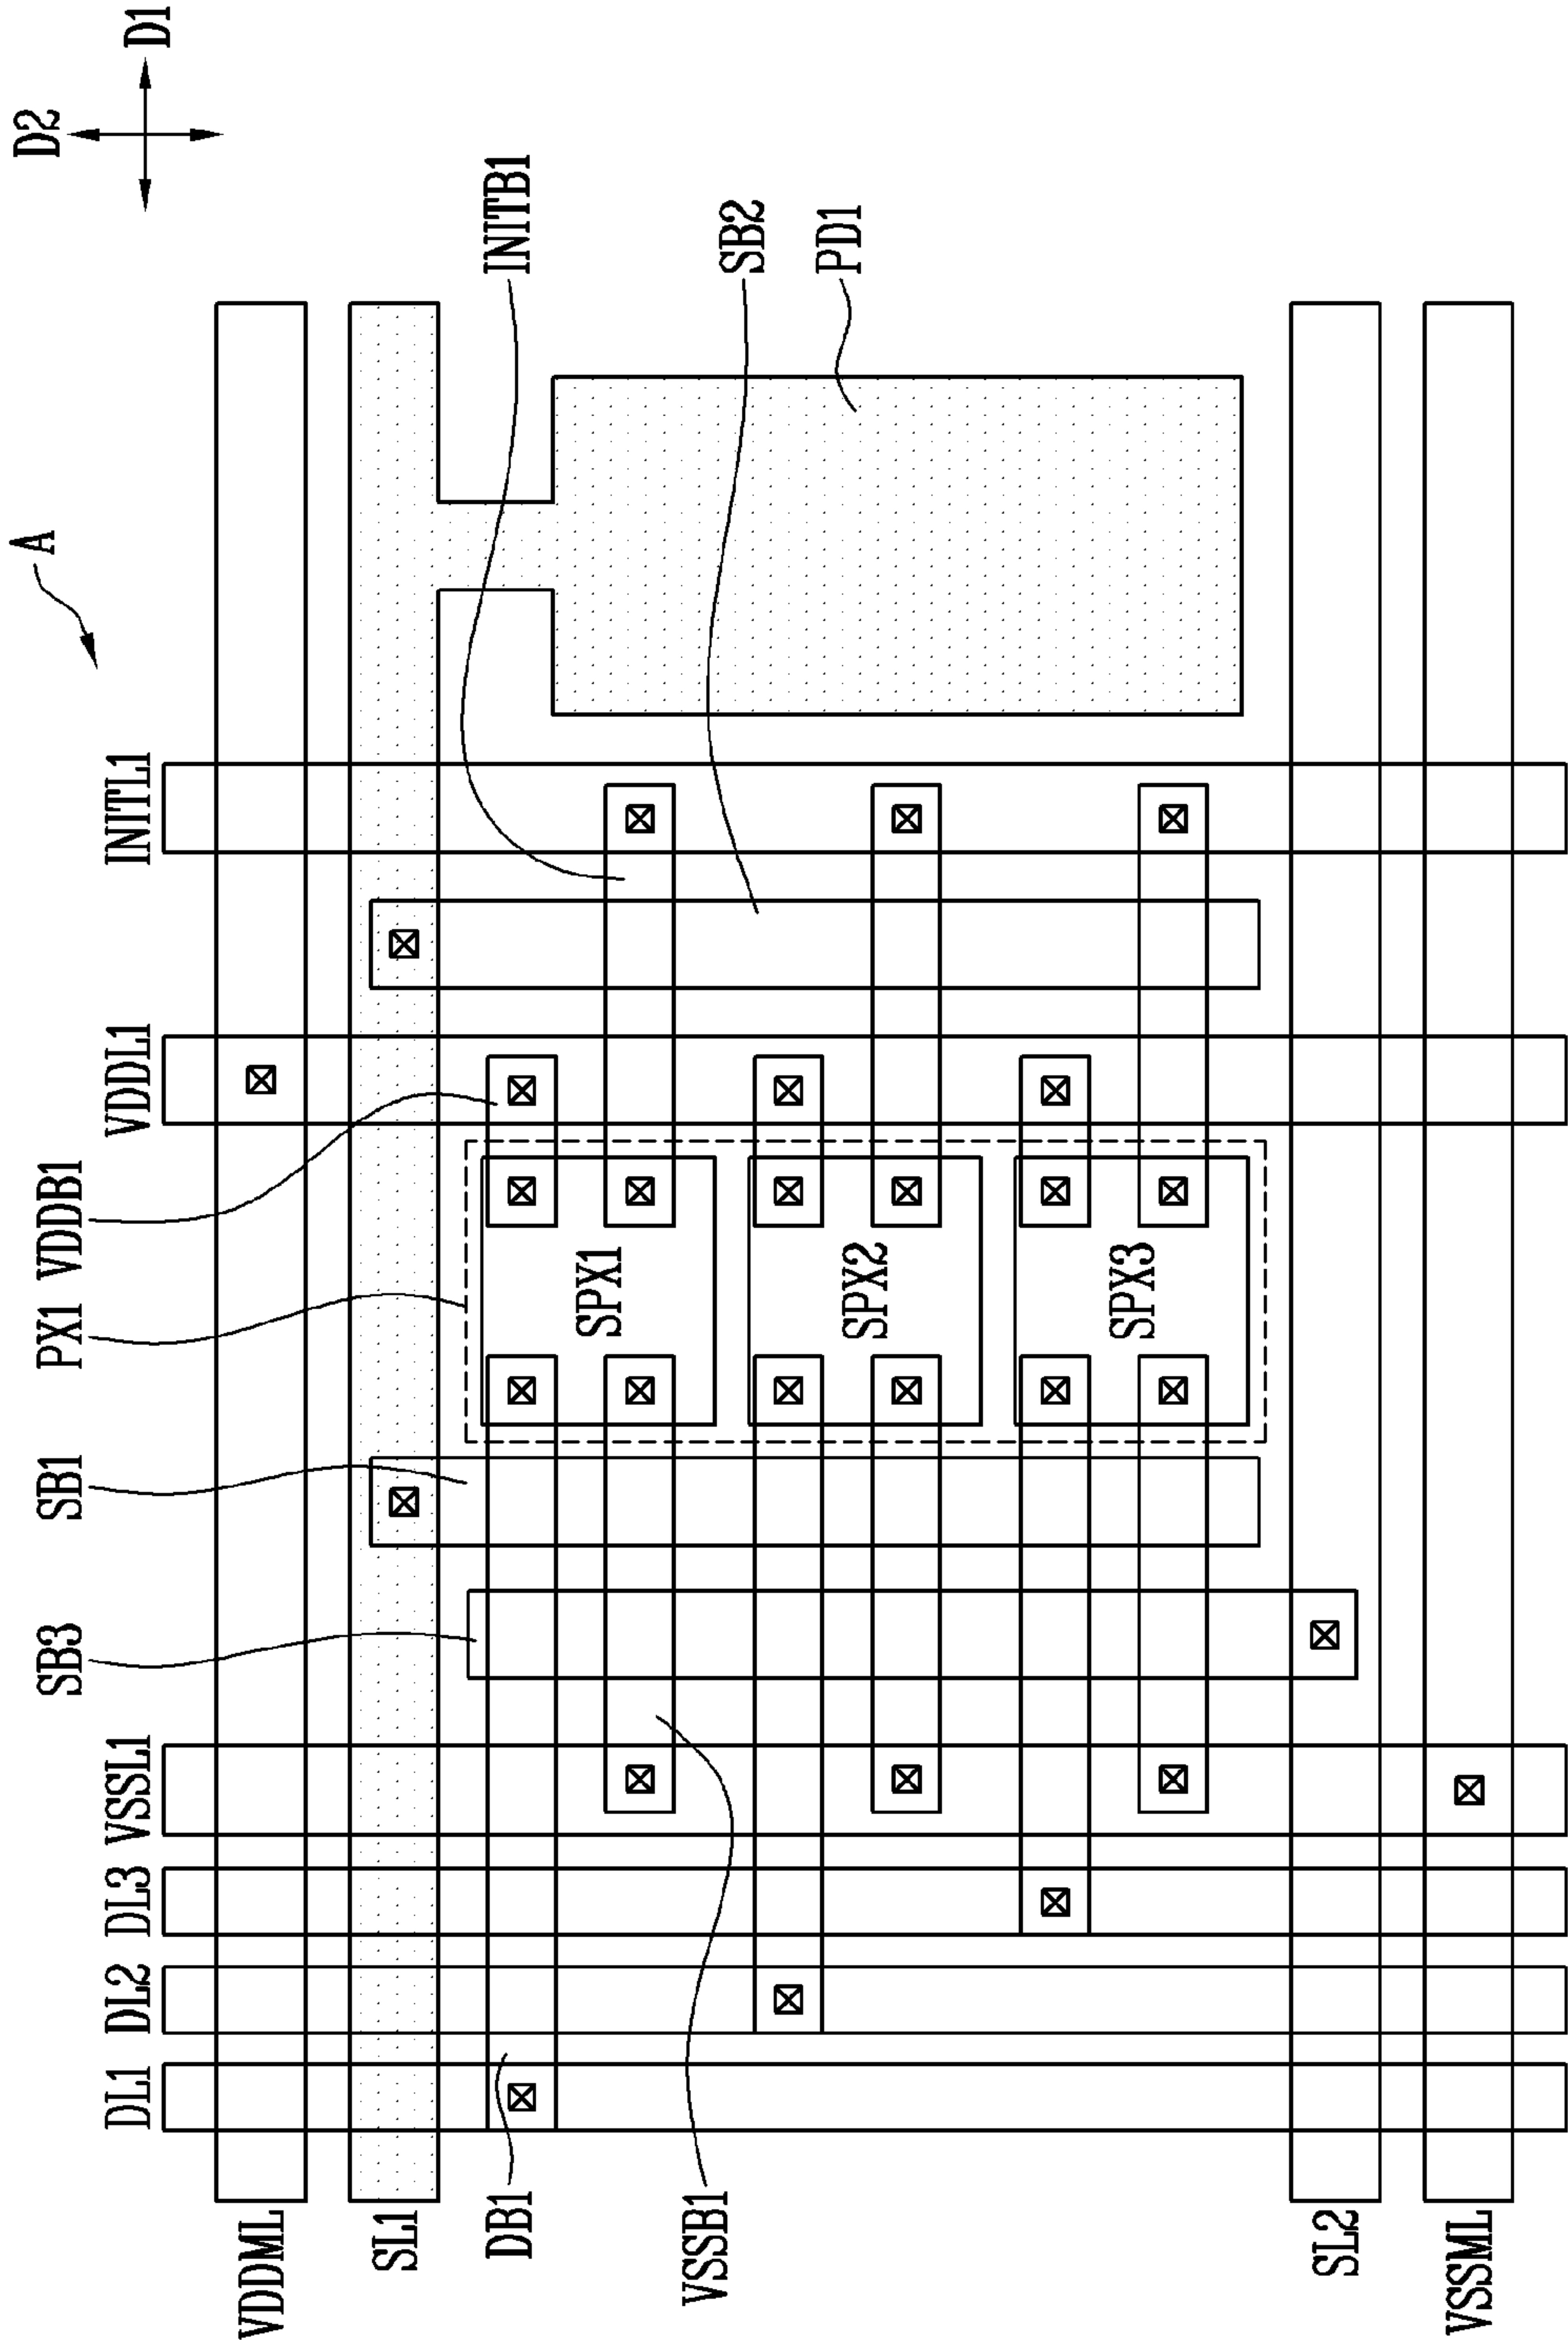 A
D2
SB3
SB1
PX1
VDDB1
DL1
DL2
DL3
VSSL1
VDDL1
INITL1
D1
VDDML
SL1
DB1
INITB1
SPX1
VSSB1
SB2
PD1
SPX2
SPX3
SL2
VSSML